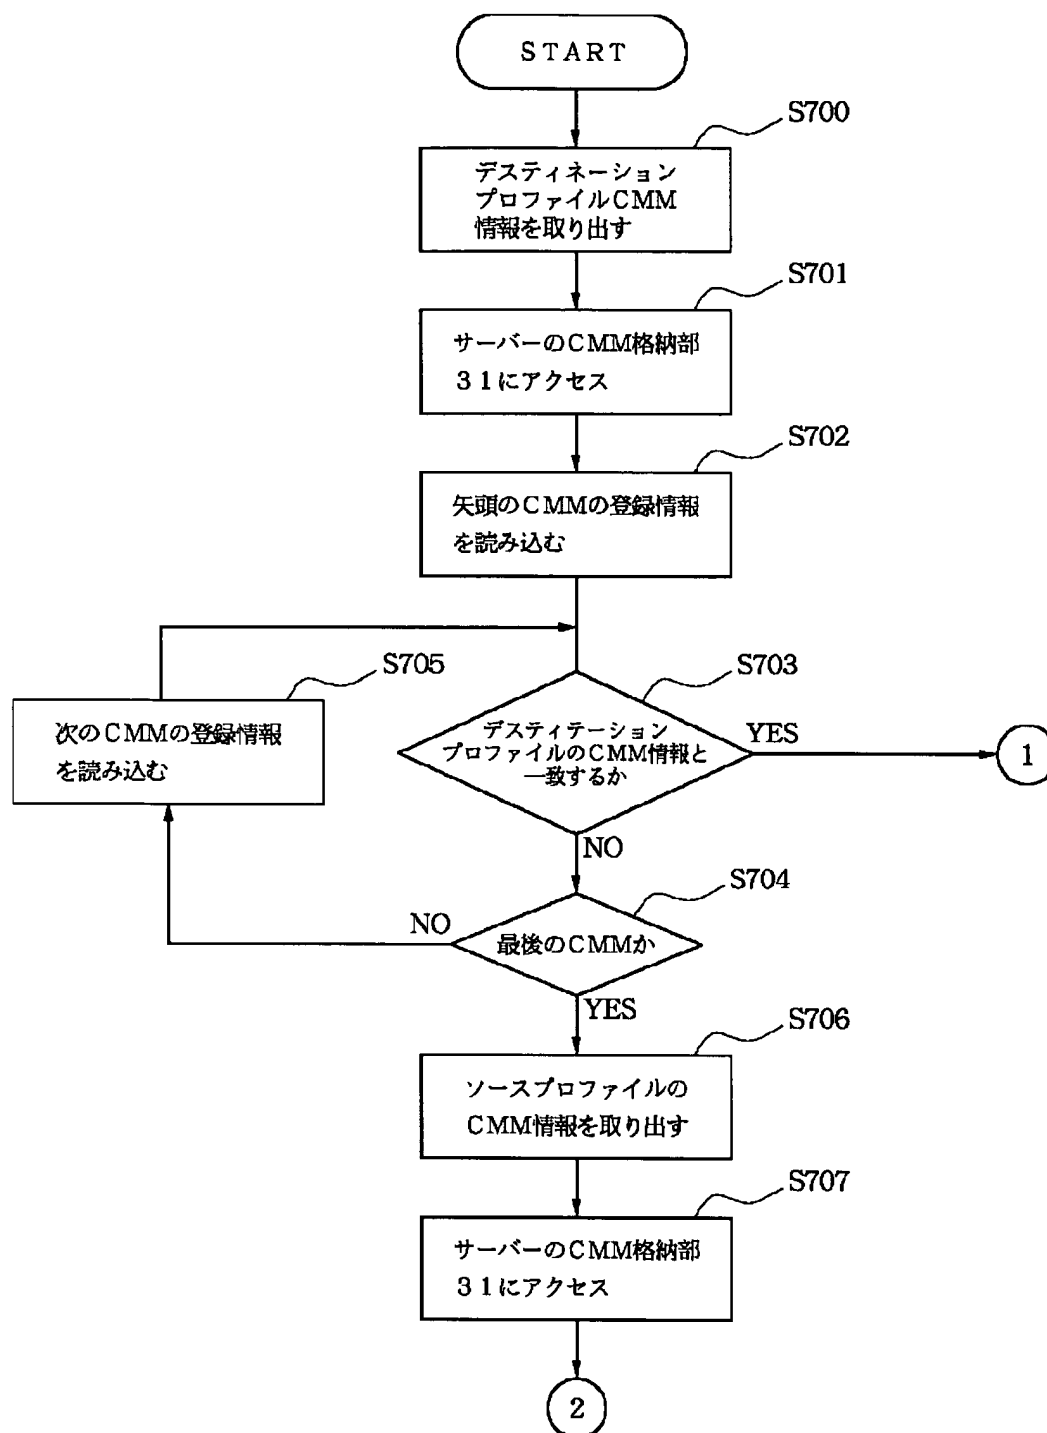 START
S700
デスティネーション
プロファイルCMM
情報を取り出す
S701
サーバーのCMM格納部
31にアクセス
S702
矢頭のCMMの登録情報
を読み込む
S705
次のCMMの登録情報
を読み込む
S703
デスティテーション
プロファイルのCMM情報と
一致するか
YES
1
NO
S704
最後のCMMか
NO
YES
S706
ソースプロファイルの
CMM情報を取り出す
S707
サーバーのCMM格納部
31にアクセス
2